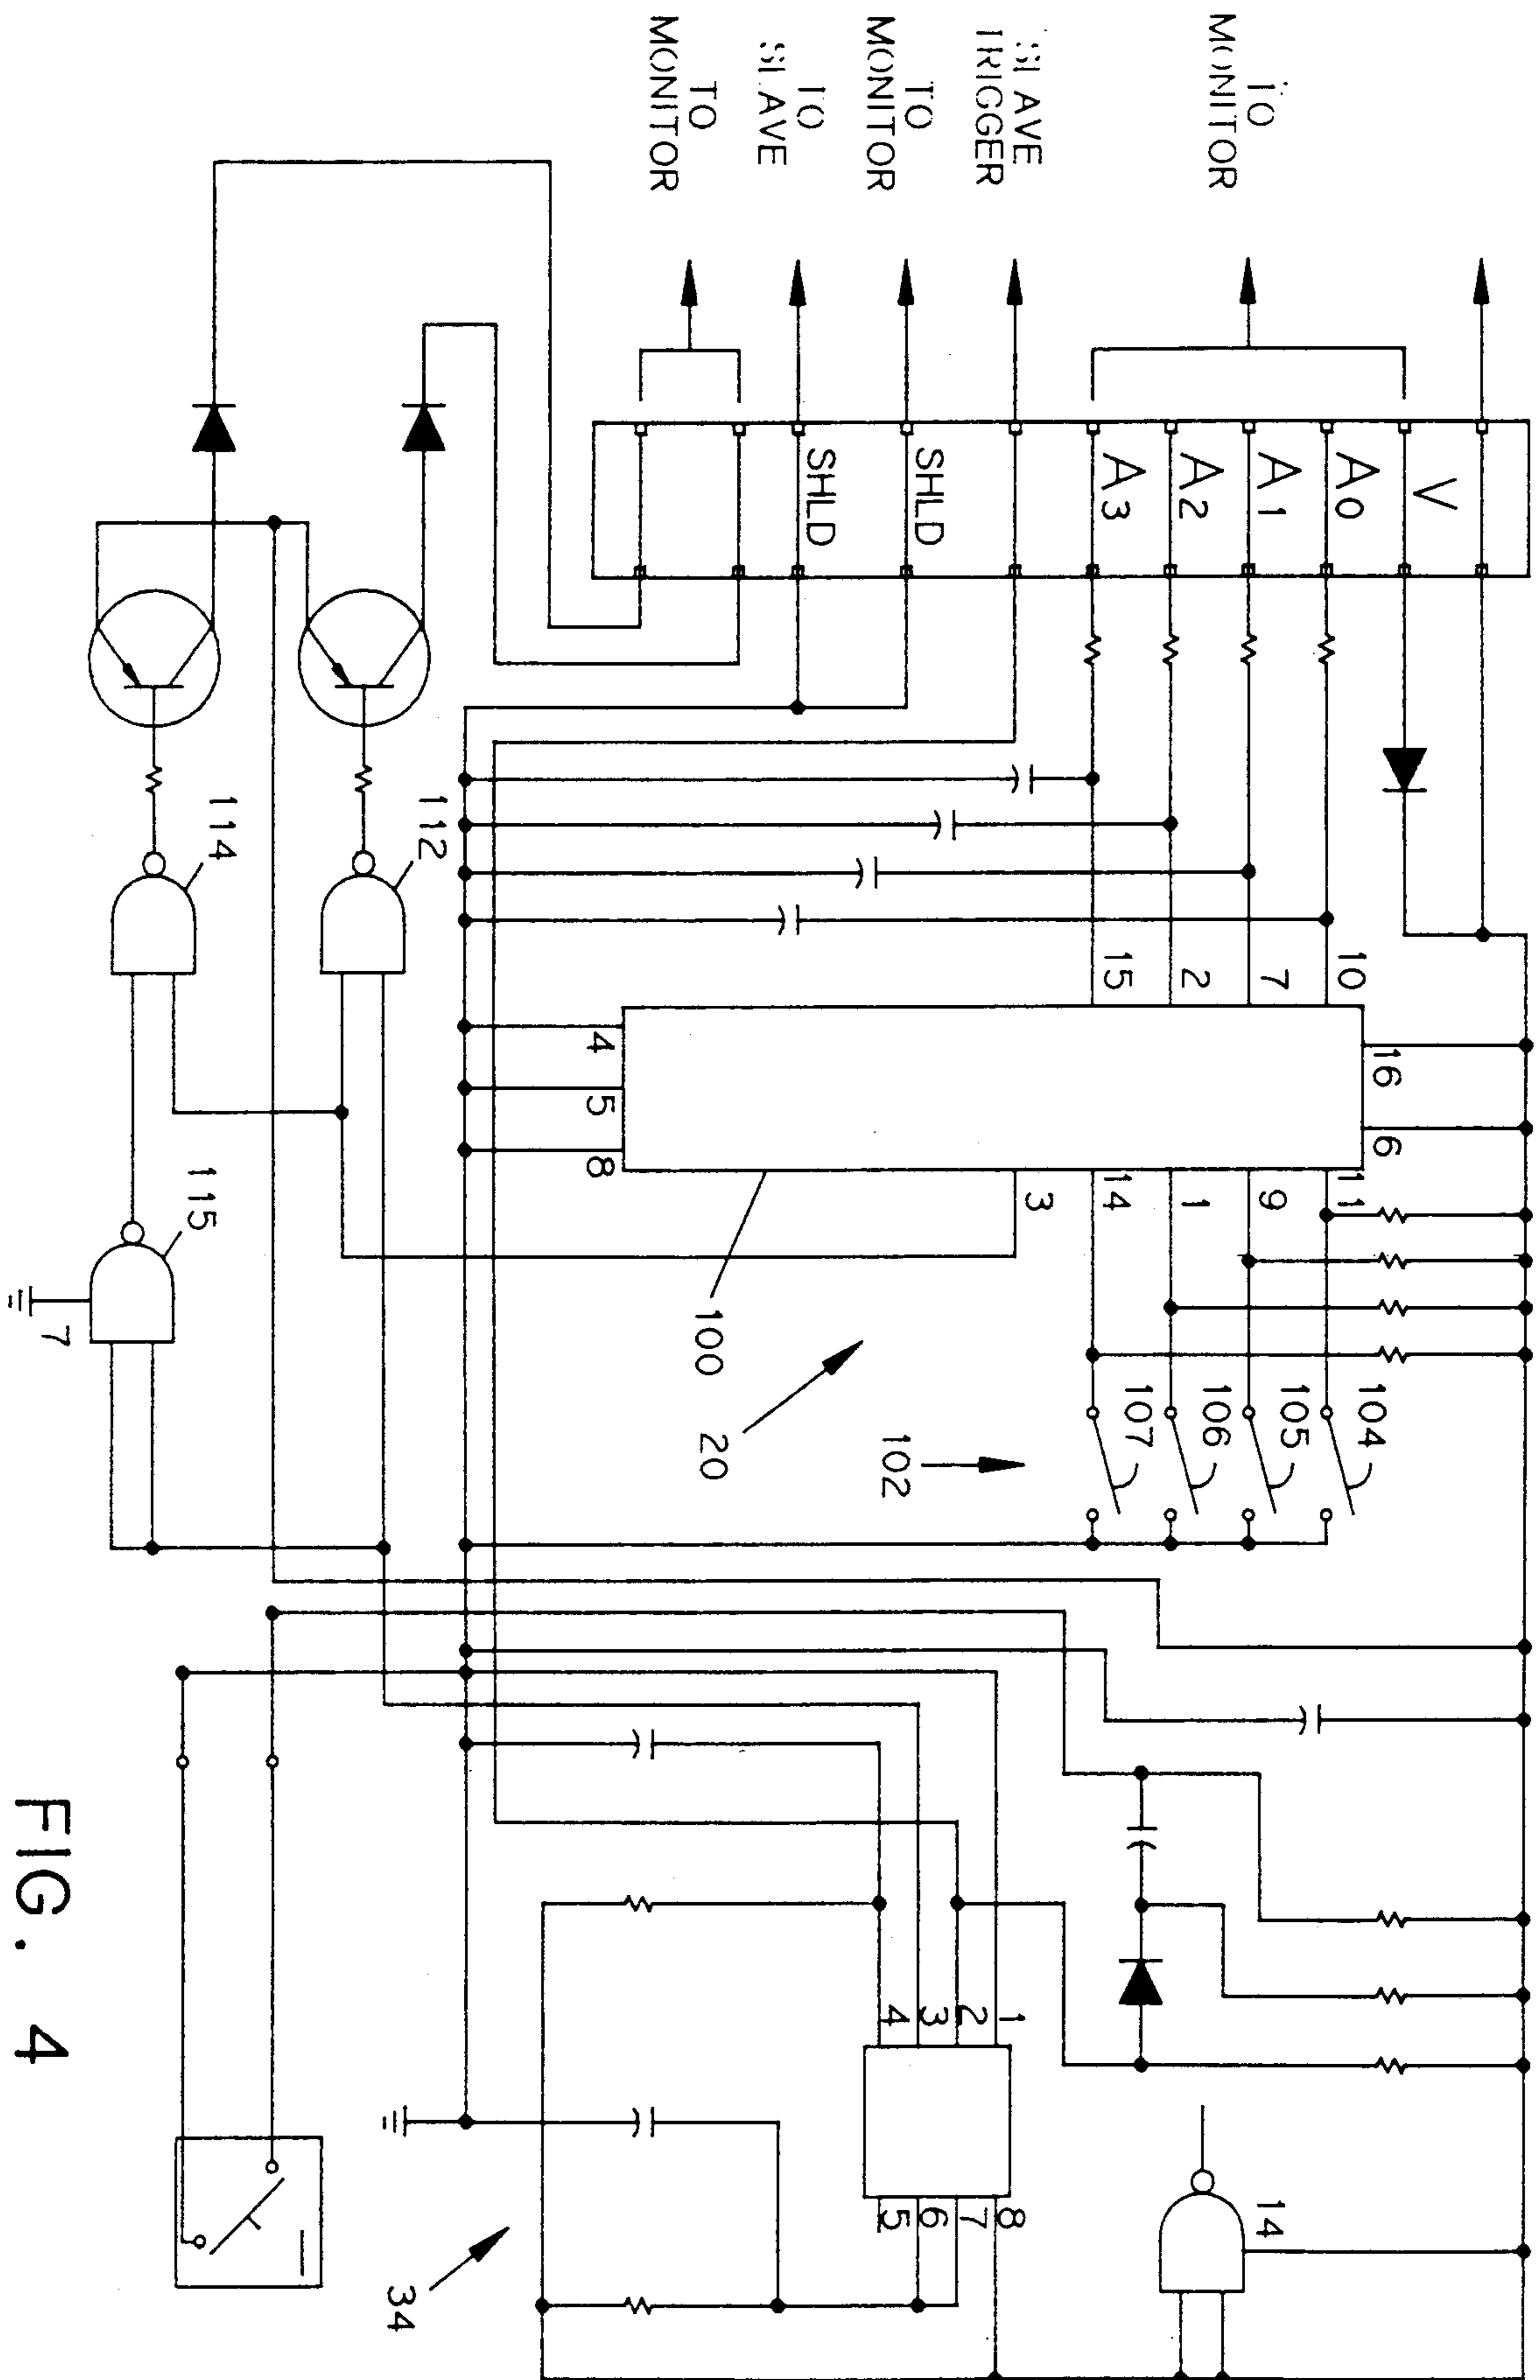 TO
MONITOR
SLAVE
TRIGGER
TO
MONITOR
TO
SLAVE
TO
MONITOR
V
A0
A1
A2
A3
SHLD
SHLD
10
7
2
15
16
6
4
5
8
11
9
1
14
3
100
20
102
104
105
106
107
112
114
115
7
1
2
3
4
8
7
6
5
14
34
FIG. 4